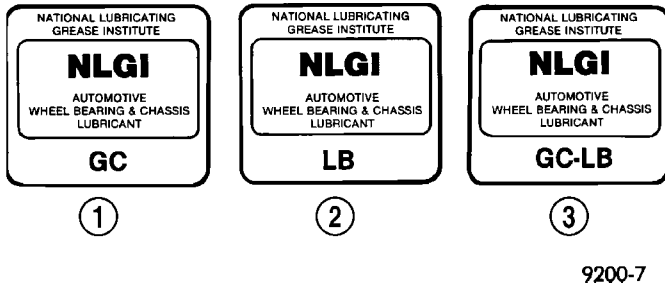 NATIONAL LUBRICATING
GREASE INSTITUTE
NLGI
AUTOMOTIVE
WHEEL BEARING & CHASSIS
LUBRICANT
GC
1
NATIONAL LUBRICATING
GREASE INSTITUTE
NLGI
AUTOMOTIVE
WHEEL BEARING & CHASSIS
LUBRICANT
LB
2
NATIONAL LUBRICATING
GREASE INSTITUTE
NLGI
AUTOMOTIVE
WHEEL BEARING & CHASSIS
LUBRICANT
GC-LB
3
9200-7